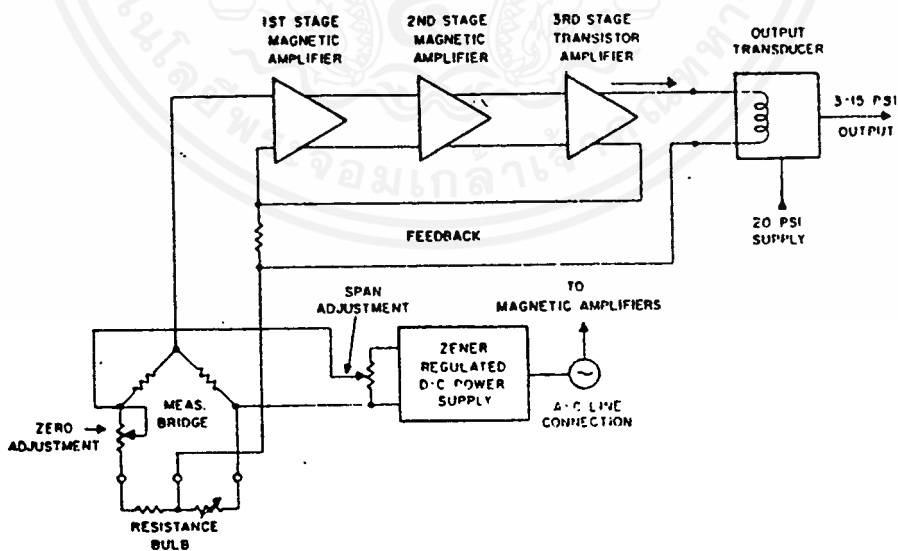 1ST STAGE
MAGNETIC
AMPLIFIER
2ND STAGE
MAGNETIC
AMPLIFIER
3RD STAGE
TRANSISTOR
AMPLIFIER
OUTPUT
TRANSDUCER
3-15 PSI
OUTPUT
20 PSI
SUPPLY
FEEDBACK
SPAN
ADJUSTMENT
TO
MAGNETIC AMPLIFIERS
ZENER
REGULATED
D-C POWER
SUPPLY
A-C LINE
CONNECTION
MEAS.
BRIDGE
ZERO
ADJUSTMENT
RESISTANCE
BULB